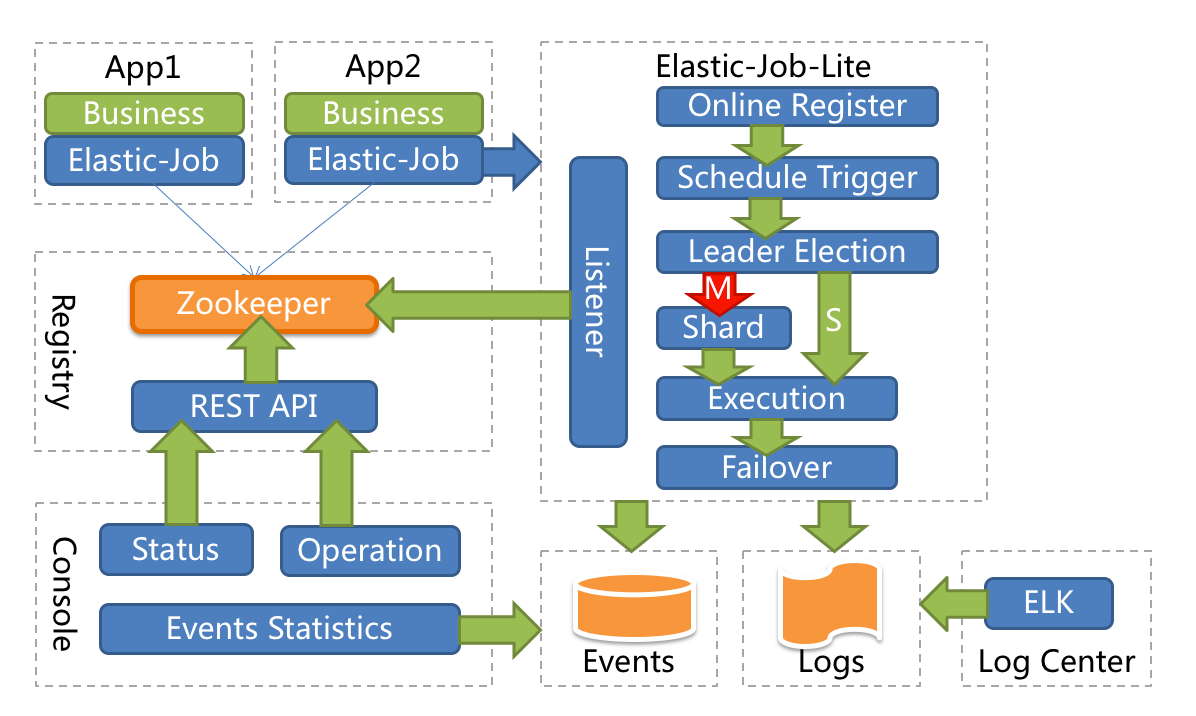 App1
Business
Elastic-Job
App2
Business
Elastic-Job
Elastic-Job-Lite
Online Register
Schedule Trigger
Leader Election
M
S
Shard
Execution
Failover
Listener
Registry
Zookeeper
REST API
Console
Status
Operation
Events Statistics
Events
Logs
ELK
Log Center